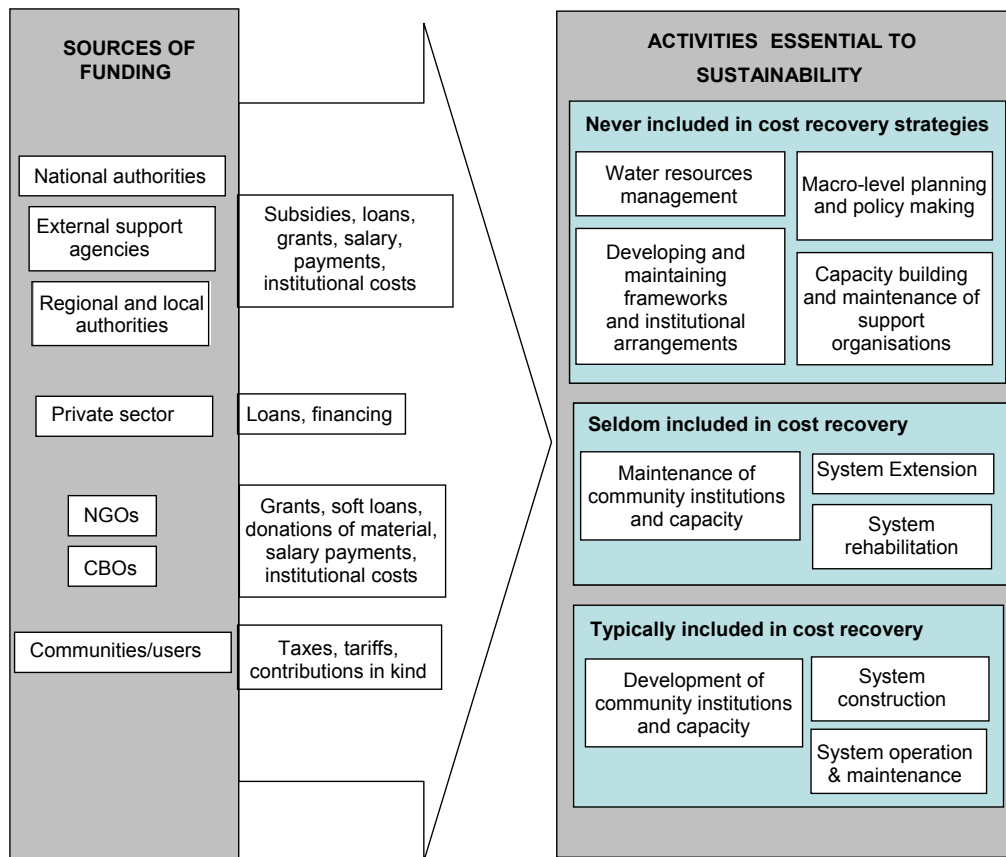 SOURCES OF
FUNDING
National authorities
External support
agencies
Regional and local
authorities
Private sector
NGOs
CBOs
Communities/users
Subsidies, loans,
grants, salary,
payments,
institutional costs
Loans, financing
Grants, soft loans,
donations of material,
salary payments,
institutional costs
Taxes, tariffs,
contributions in kind
ACTIVITIES ESSENTIAL TO
SUSTAINABILITY
Never included in cost recovery strategies
Water resources
management
Macro-level planning
and policy making
Developing and
maintaining
frameworks
and institutional
arrangements
Capacity building
and maintenance of
support
organisations
Seldom included in cost recovery
Maintenance of
community institutions
and capacity
System Extension
System
rehabilitation
Typically included in cost recovery
Development of
community institutions
and capacity
System
construction
System operation
& maintenance